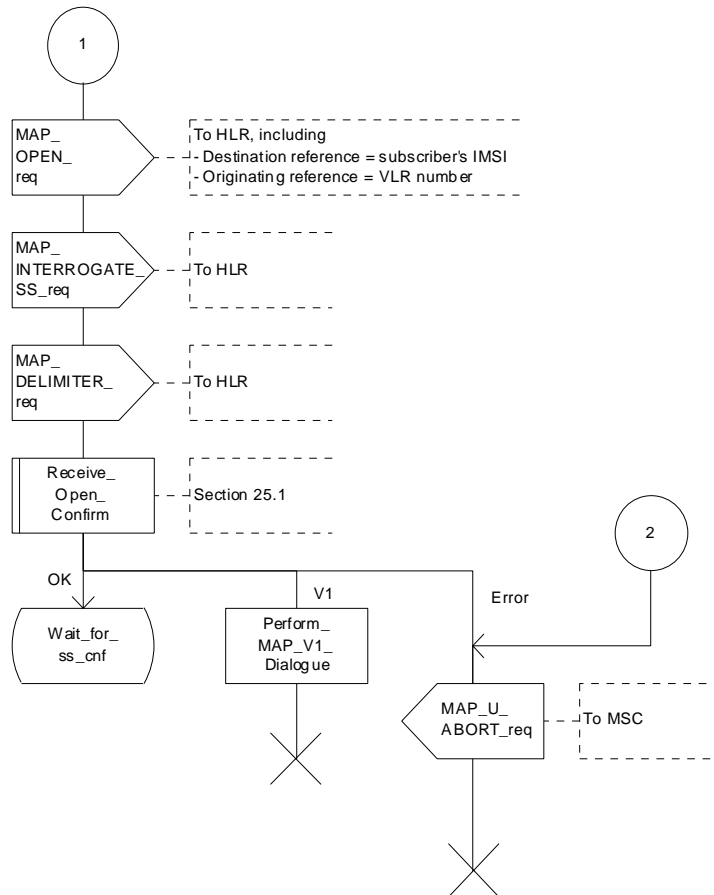 1
MAP_
OPEN_
req
To HLR, including
- Destination reference = subscriber's IMSI
- Originating reference = VLR number
MAP_
INTERROGATE_
SS_req
To HLR
MAP_
DELIMITER_
req
To HLR
Receive_
Open_
Confirm
Section 25.1
2
OK
V1
Error
Wait_for_
ss_cnf
Perform_
MAP_V1_
Dialogue
MAP_U_
ABORT_req
To MSC